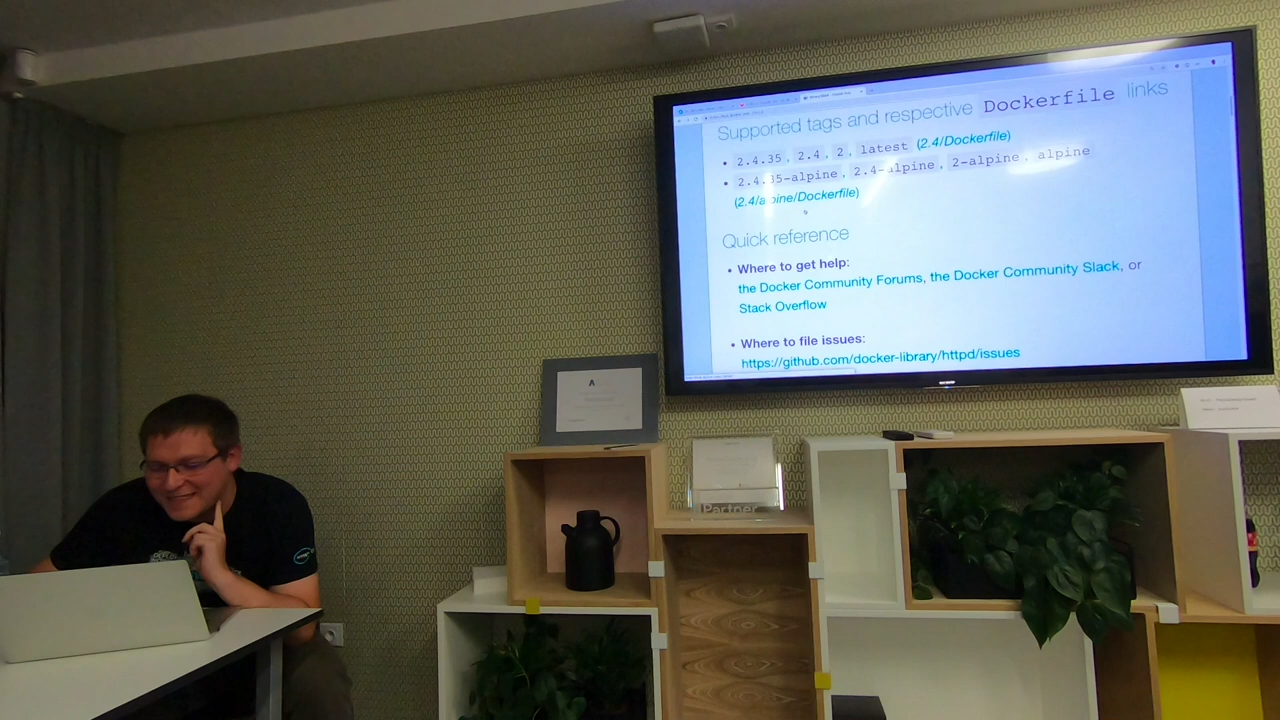 Supported tags and respective Dockerfile links
• 2.4.35, 2.4, 2, latest (2.4/Dockerfile)
• 2.4.35-alpine, 2.4-alpine, 2-alpine, alpine
(2.4/alpine/Dockerfile)
Quick reference
• Where to get help:
the Docker Community Forums, the Docker Community Slack, or
Stack Overflow
• Where to file issues:
https://github.com/docker-library/httpd/issues
A
Partner